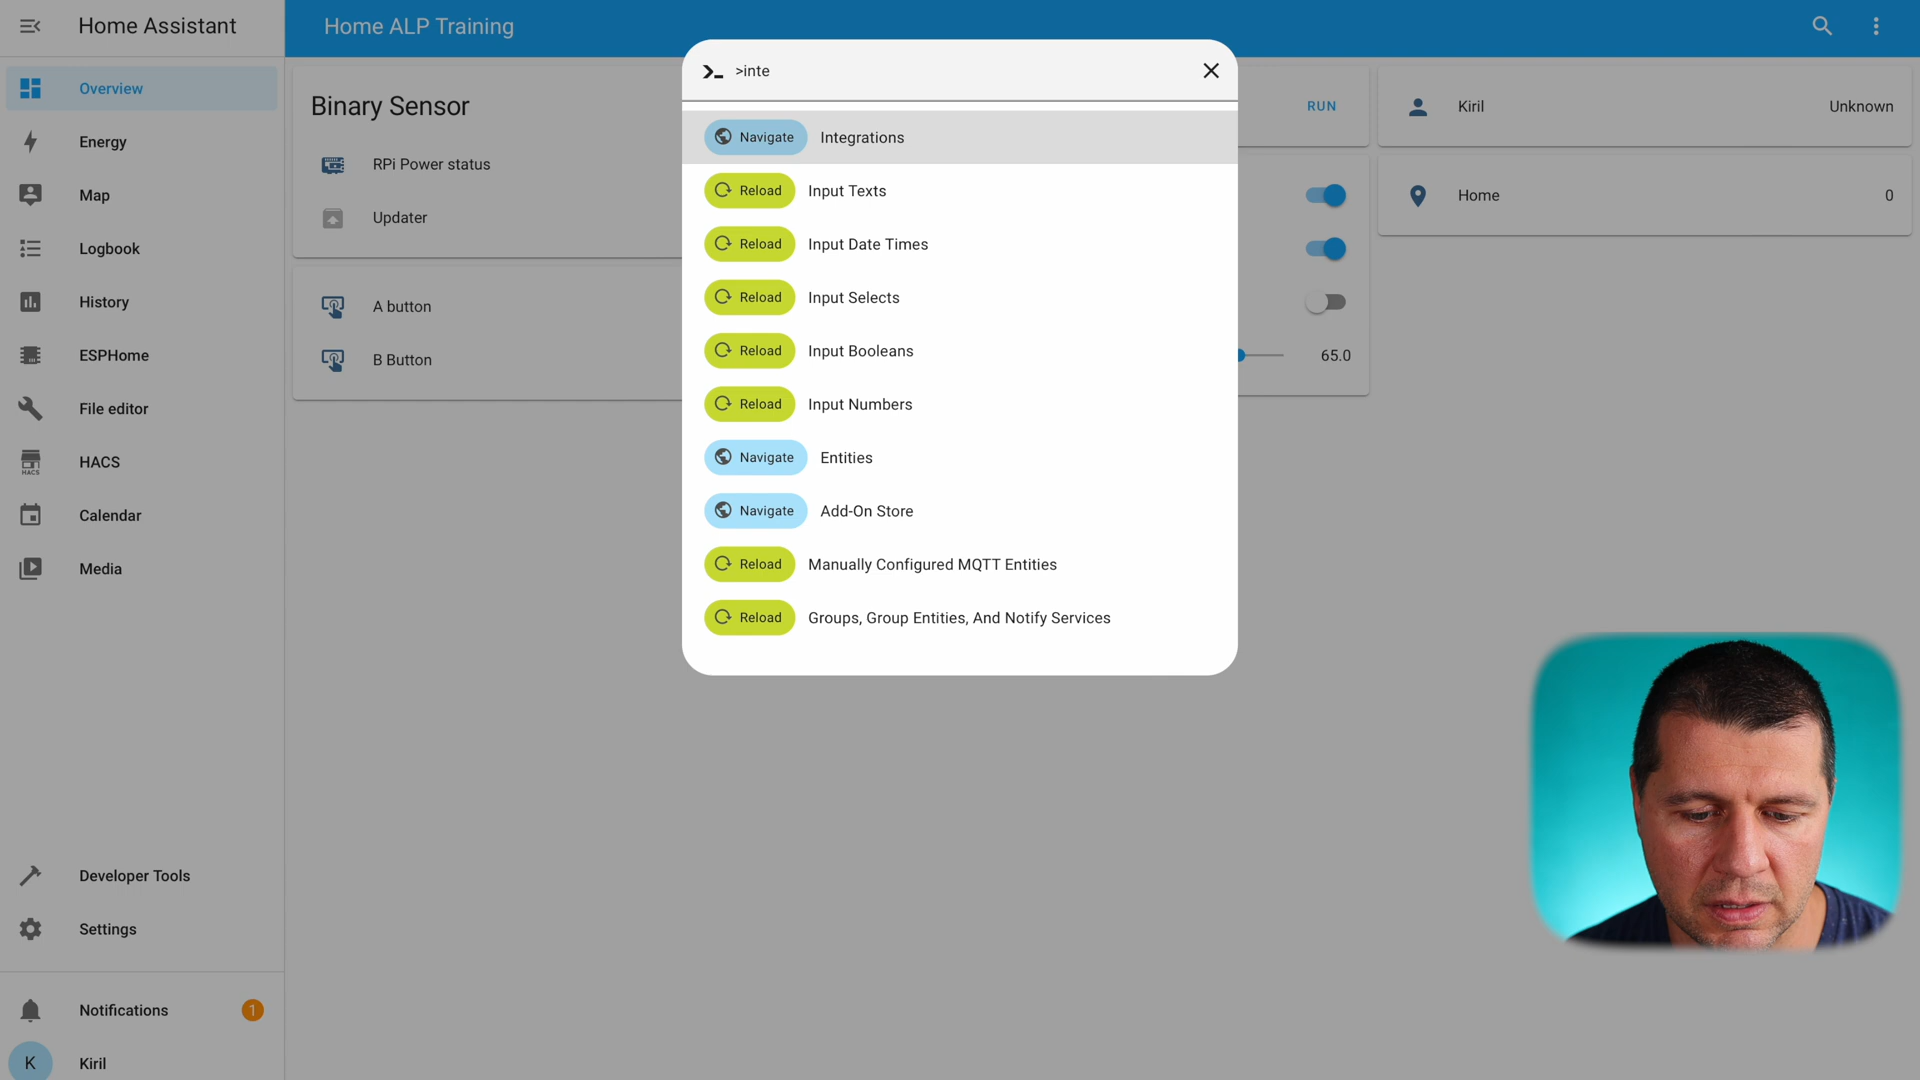 Home Assistant
Home ALP Training
Overview
Energy
Map
Logbook
History
ESPHome
File editor
HACS
HACS
Calendar
Media
Developer Tools
Settings
Notifications
1
K
Kiril
Binary Sensor
RPi Power status
Updater
A button
B Button
>inte
Navigate Integrations
Reload Input Texts
Reload Input Date Times
Reload Input Selects
Reload Input Booleans
Reload Input Numbers
Navigate Entities
Navigate Add-On Store
Reload Manually Configured MQTT Entities
Reload Groups, Group Entities, And Notify Services
RUN
65.0
Kiril Unknown
Home 0